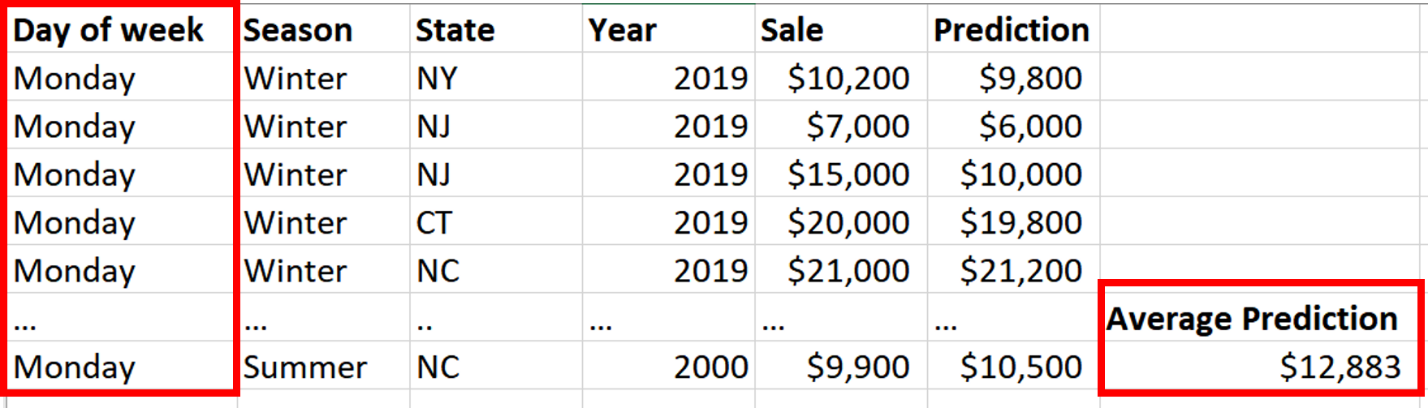 Day of week Season State Year Sale Prediction
Monday Winter NY 2019 $10,200 $9,800
Monday Winter NJ 2019 $7,000 $6,000
Monday Winter NJ 2019 $15,000 $10,000
Monday Winter CT 2019 $20,000 $19,800
Monday Winter NC 2019 $21,000 $21,200
... ... .. ... ... ... Average Prediction
Monday Summer NC 2000 $9,900 $10,500 $12,883